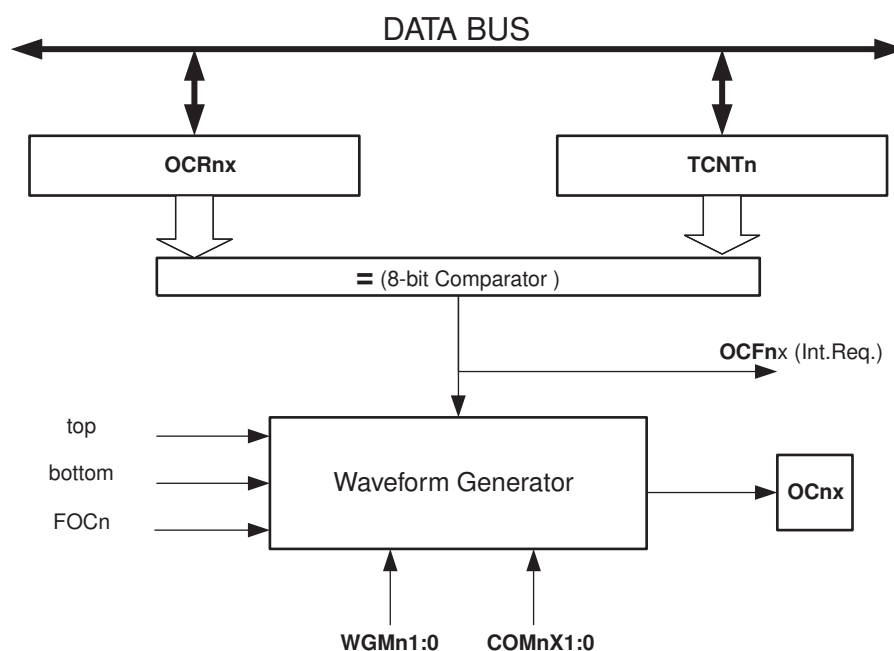 DATA BUS
OCRnx
TCNTn
= (8-bit Comparator )
OCFnx (Int.Req.)
top
bottom
FOCn
Waveform Generator
OCnx
WGMn1:0
COMnX1:0